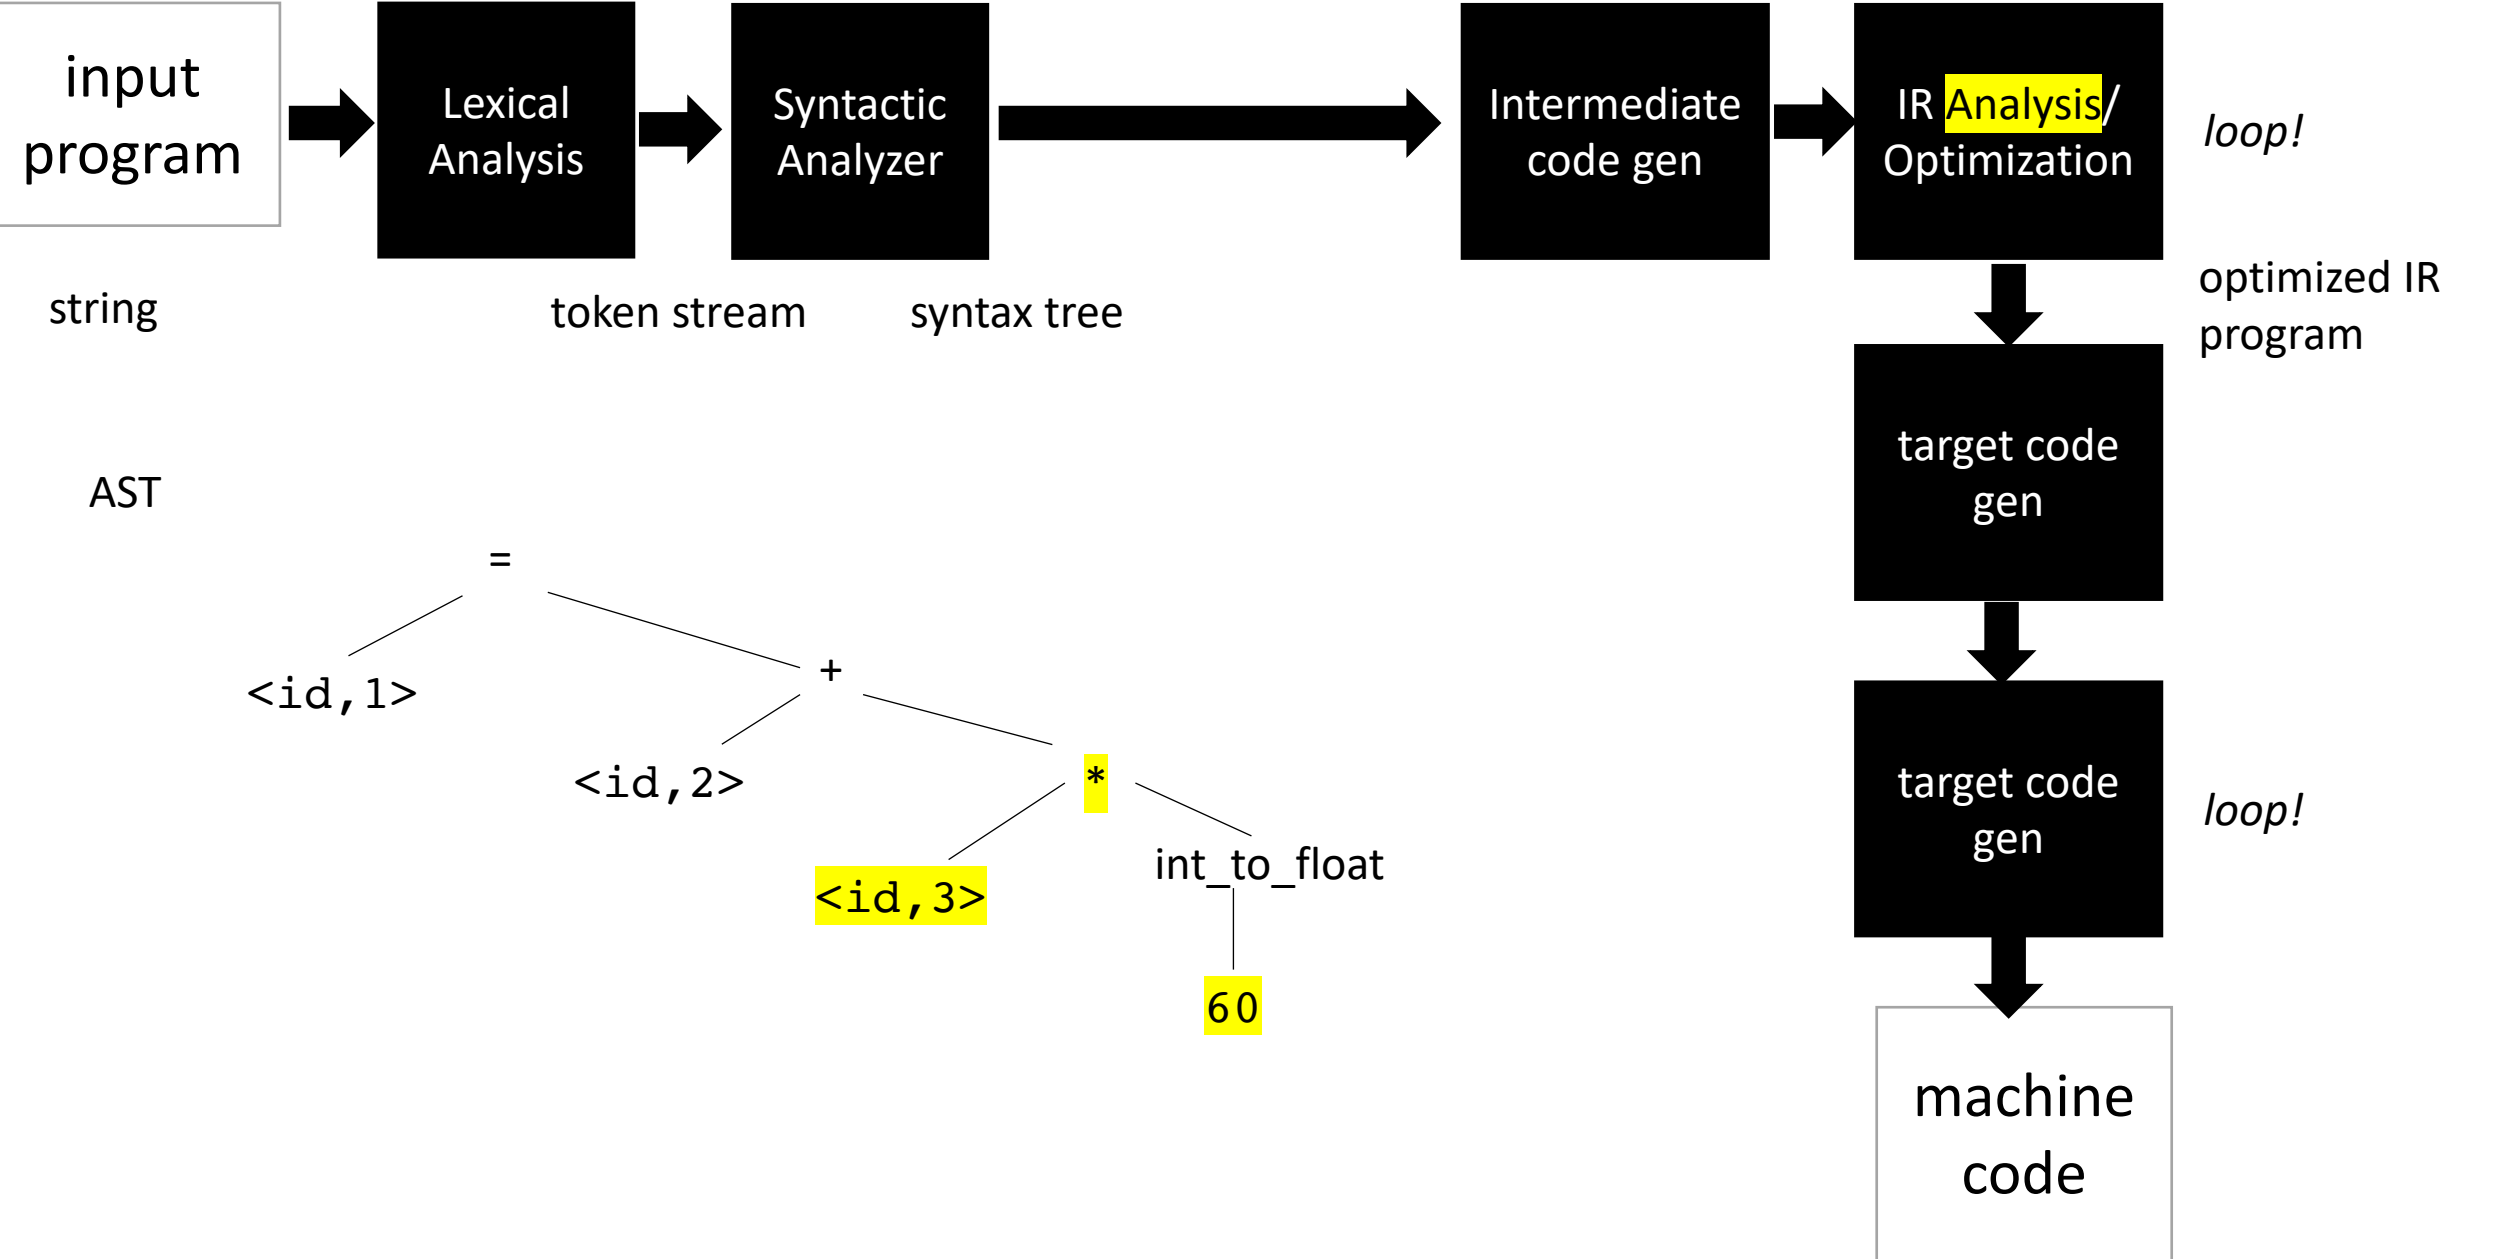 input
program
Lexical
Analysis
Syntactic
Analyzer
Intermediate
code gen
IR Analysis/
Optimization
loop!
string
token stream
syntax tree
optimized IR
program
target code
gen
AST
=
<id,1>
+
<id,2>
*
<id,3>
int_to_float
60
target code
gen
loop!
machine
code